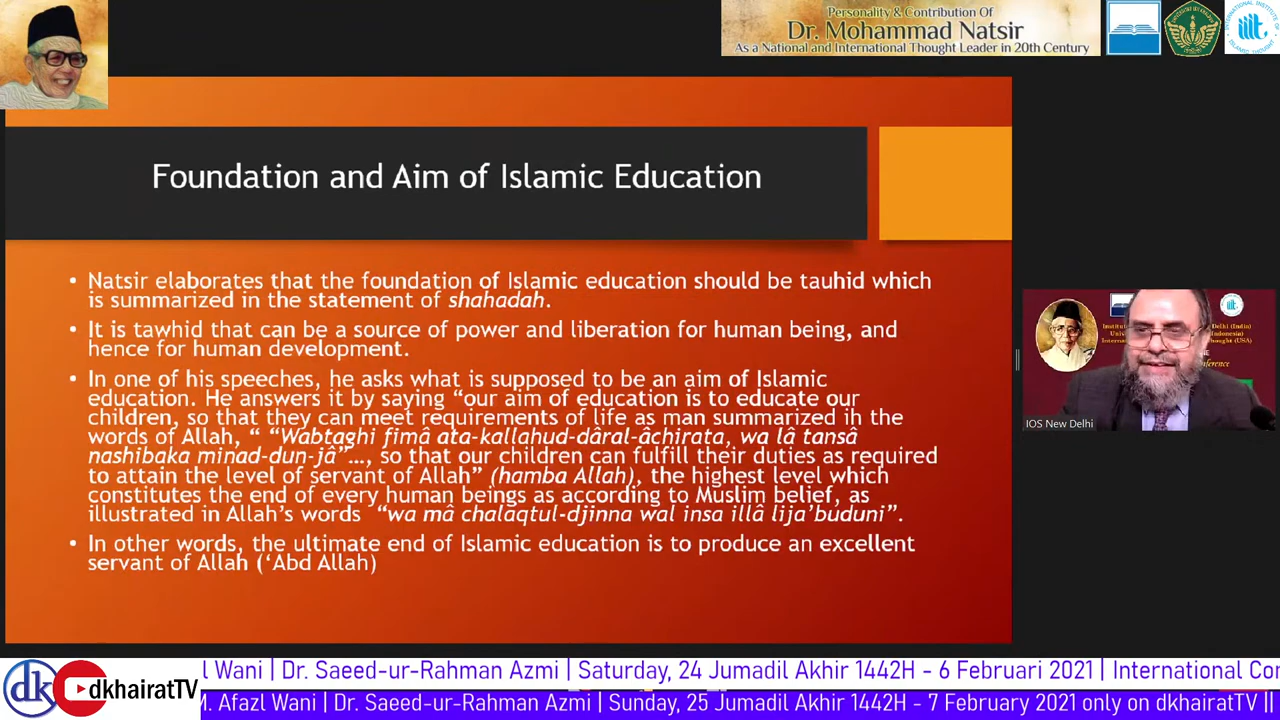 Personality & Contribution Of
Dr. Mohammad Natsir
As a National and International Thought Leader in 20th Century
iiit
Foundation and Aim of Islamic Education
• Natsir elaborates that the foundation of Islamic education should be tauhid which
is summarized in the statement of shahadah.
• It is tawhid that can be a source of power and liberation for human being, and
hence for human development.
• In one of his speeches, he asks what is supposed to be an aim of Islamic
education. He answers it by saying “our aim of education is to educate our
children, so that they can meet requirements of life as man summarized in the
words of Allah, “ “Wabtaghi fimâ ata-kallahud-dâral-âchirata, wa lâ tansâ
nashibaka minad-dun-jâ”…, so that our children can fulfill their duties as required
to attain the level of servant of Allah” (hamba Allah), the highest level which
constitutes the end of every human beings as according to Muslim belief, as
illustrated in Allah’s words “wa mâ chalaqtul-djinna wal insa illâ lija’buduni”.
• In other words, the ultimate end of Islamic education is to produce an excellent
servant of Allah (‘Abd Allah)
Delhi (India)
Indonesia)
Thought (USA)
IOS New Delhi
dk dkhairatTV
l Wani | Dr. Saeed-ur-Rahman Azmi | Saturday, 24 Jumadil Akhir 1442H - 6 Februari 2021 | International Con
M. Afazl Wani | Dr. Saeed-ur-Rahman Azmi | Sunday, 25 Jumadil Akhir 1442H - 7 February 2021 only on dkhairatTV ||